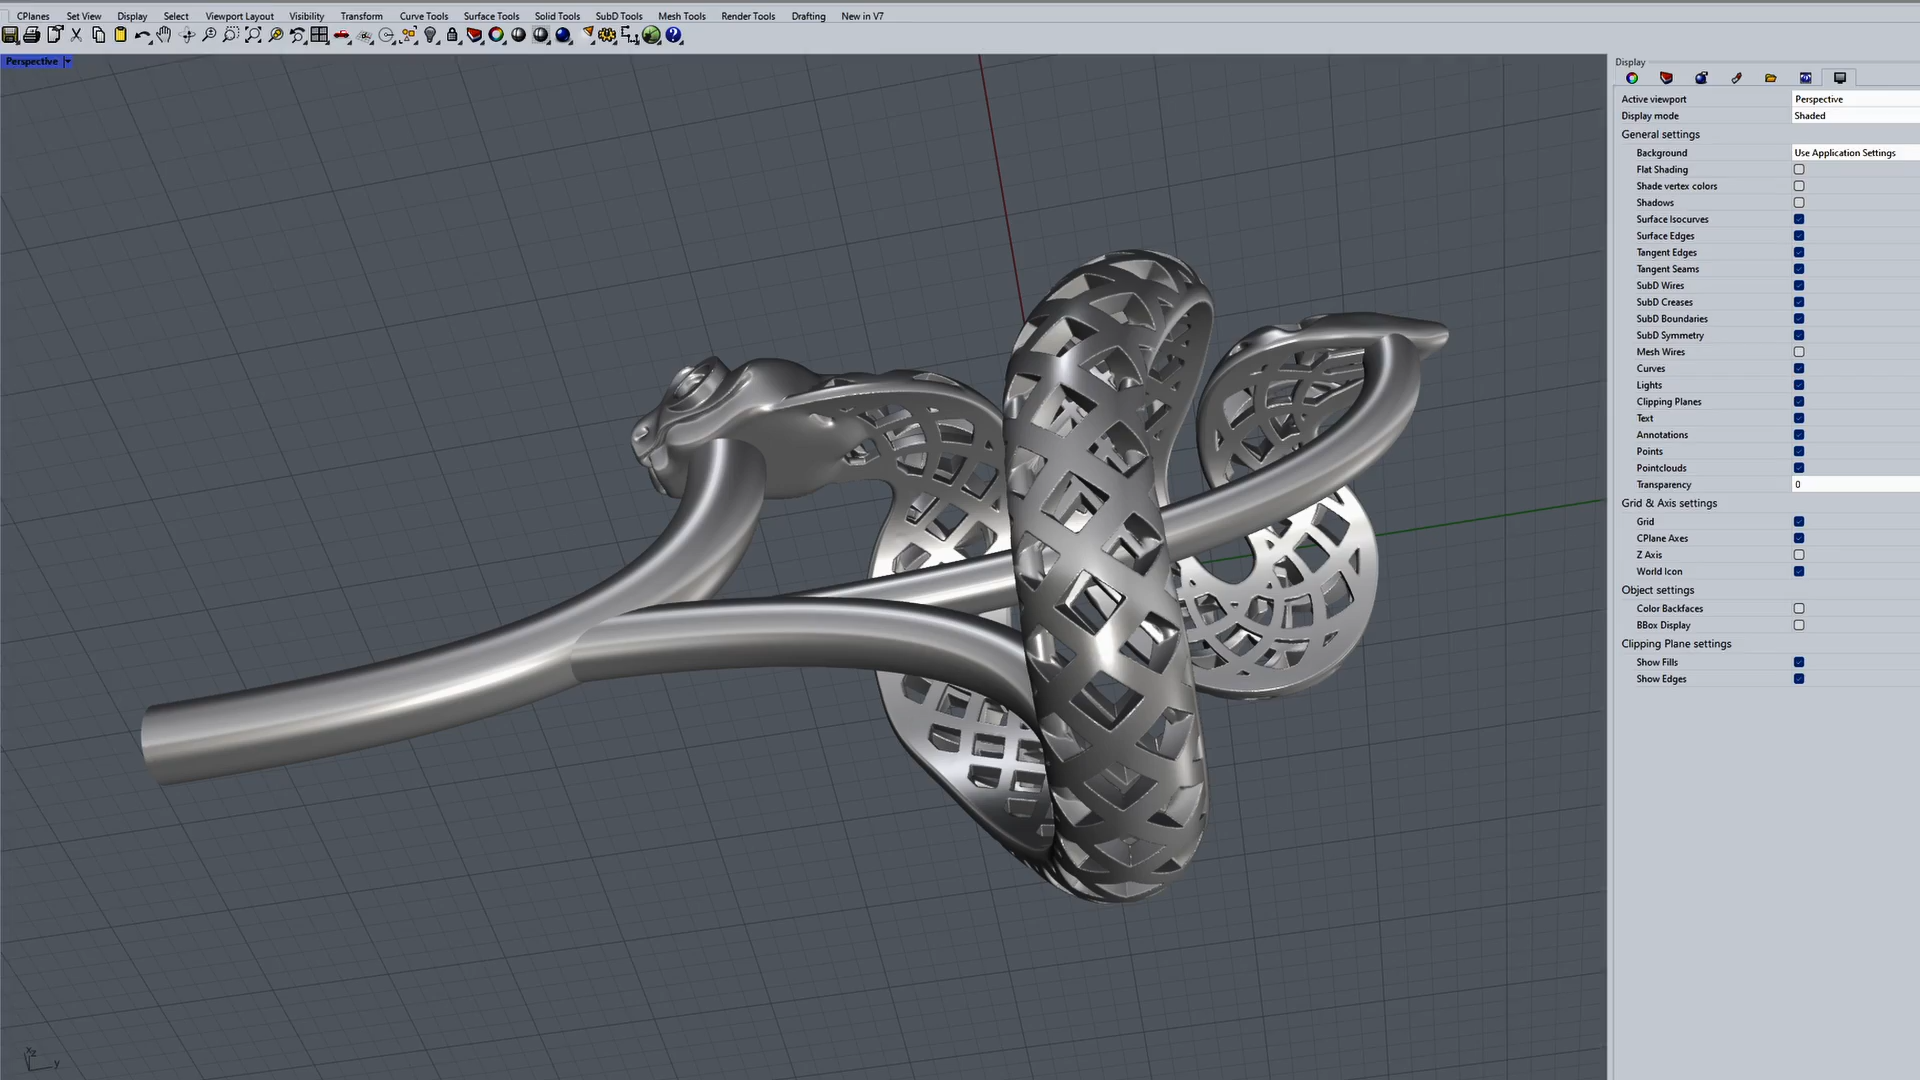 CPlanes Set View Display Select Viewport Layout Visibility Transform Curve Tools Surface Tools Solid Tools SubD Tools Mesh Tools Render Tools Drafting New in V7
Perspective
Display
Active viewport Perspective
Display mode Shaded
General settings
Background Use Application Settings
Flat Shading
Shade vertex colors
Shadows
Surface Isocurves
Surface Edges
Tangent Edges
Tangent Seams
SubD Wires
SubD Creases
SubD Boundaries
SubD Symmetry
Mesh Wires
Curves
Lights
Clipping Planes
Text
Annotations
Points
Pointclouds
Transparency 0
Grid & Axis settings
Grid
CPlane Axes
Z Axis
World Icon
Object settings
Color Backfaces
BBox Display
Clipping Plane settings
Show Fills
Show Edges
x z
y